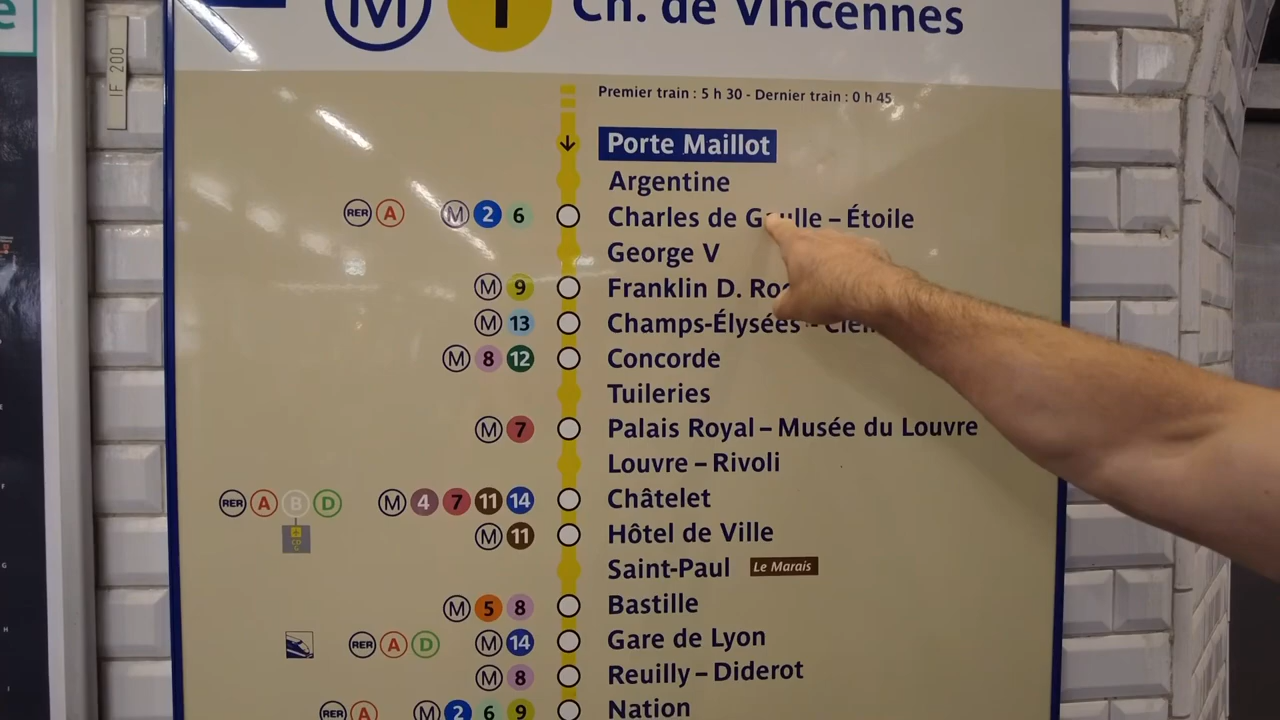 e
IF 200
M 1 Ch. de Vincennes
Premier train : 5 h 30 - Dernier train : 0 h 45
Porte Maillot
Argentine
RER A M 2 6 Charles de Gaulle – Étoile
George V
M 9 Franklin D.
M 13 Champs-Élysées -
M 8 12 Concorde
Tuileries
M 7 Palais Royal – Musée du Louvre
Louvre – Rivoli
RER A B D M 4 7 11 14 Châtelet
M 11 Hôtel de Ville
Saint-Paul Le Marais
M 5 8 Bastille
RER A D M 14 Gare de Lyon
M 8 Reuilly – Diderot
RER A M 2 6 9 Nation